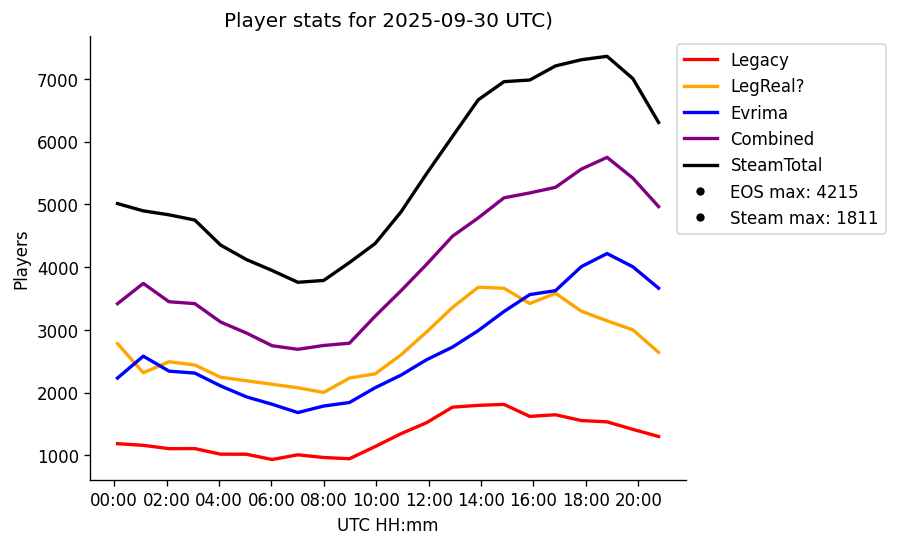 Player stats for 2025-09-30 UTC)
Legacy
LegReal?
Evrima
Combined
SteamTotal
EOS max: 4215
Steam max: 1811
7000
6000
5000
4000
3000
2000
1000
Players
00:00 02:00 04:00 06:00 08:00 10:00 12:00 14:00 16:00 18:00 20:00
UTC HH:mm